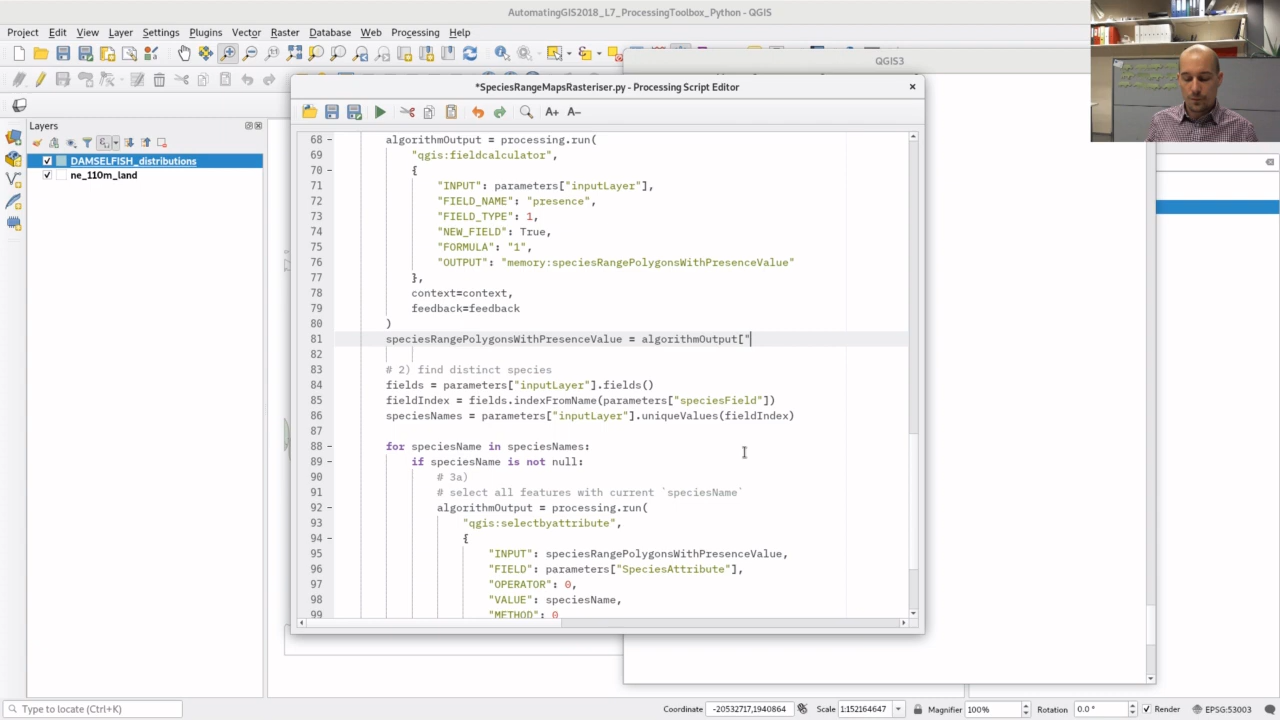 AutomatingGIS2018_L7_ProcessingToolbox_Python - QGIS
Project Edit View Layer Settings Plugins Vector Raster Database Web Processing Help
QGIS3
*SpeciesRangeMapsRasteriser.py - Processing Script Editor
Layers
DAMSELFISH_distributions
ne_110m_land
68 algorithmOutput = processing.run(
69 "qgis:fieldcalculator",
70 {
71 "INPUT": parameters["inputLayer"],
72 "FIELD_NAME": "presence",
73 "FIELD_TYPE": 1,
74 "NEW_FIELD": True,
75 "FORMULA": "1",
76 "OUTPUT": "memory:speciesRangePolygonsWithPresenceValue"
77 },
78 context=context,
79 feedback=feedback
80 )
81 speciesRangePolygonsWithPresenceValue = algorithmOutput["
82
83 # 2) find distinct species
84 fields = parameters["inputLayer"].fields()
85 fieldIndex = fields.indexFromName(parameters["speciesField"])
86 speciesNames = parameters["inputLayer"].uniqueValues(fieldIndex)
87
88 for speciesName in speciesNames:
89 if speciesName is not null:
90 # 3a)
91 # select all features with current `speciesName`
92 algorithmOutput = processing.run(
93 "qgis:selectbyattribute",
94 {
95 "INPUT": speciesRangePolygonsWithPresenceValue,
96 "FIELD": parameters["SpeciesAttribute"],
97 "OPERATOR": 0,
98 "VALUE": speciesName,
99 "METHOD": 0
Type to locate (Ctrl+K) Coordinate -20532717,1940864 Scale 1:152164647 Magnifier 100% Rotation 0.0 ° Render EPSG:53003